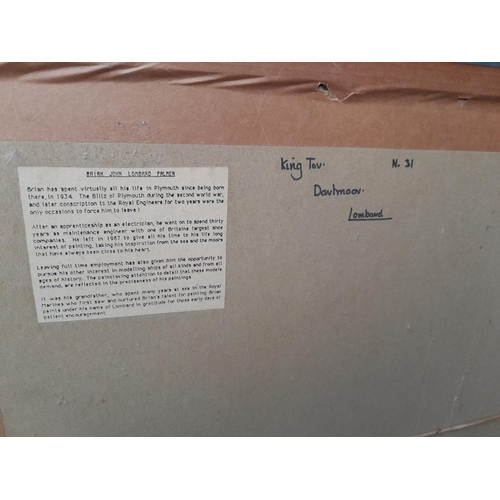 BRIAN JOHN LOMBARD PALMER
Brian has spent virtually all his life in Plymouth since being born
there, in 1934. The Blitz of Plymouth during the second world war,
and later conscription to the Royal Engineers for two years were the
only occasions to force him to leave!
After an apprenticeship as an electrician, he went on to spend thirty
years as maintenance engineer with one of Britains largest shoe
companies. He left in 1987 to give all his time to his life long
interest of painting, taking his inspiration from the sea and the moors
that have always been close to his heart.
Leaving full time employment has also given him the opportunity to
pursue his other interest in modelling ships of all kinds and from all
ages of history. The painstaking attention to detail that these models
demand, are reflected in the preciseness of his paintings.
It was his grandfather, who spent many years at sea in the Royal
Marines who first saw and nurtured Brian's talent for painting Brian
paints under his name of Lombard in gratitude for those early days of
patient encouragement.
King Tor. N. 31
Dartmoor.
Lombard